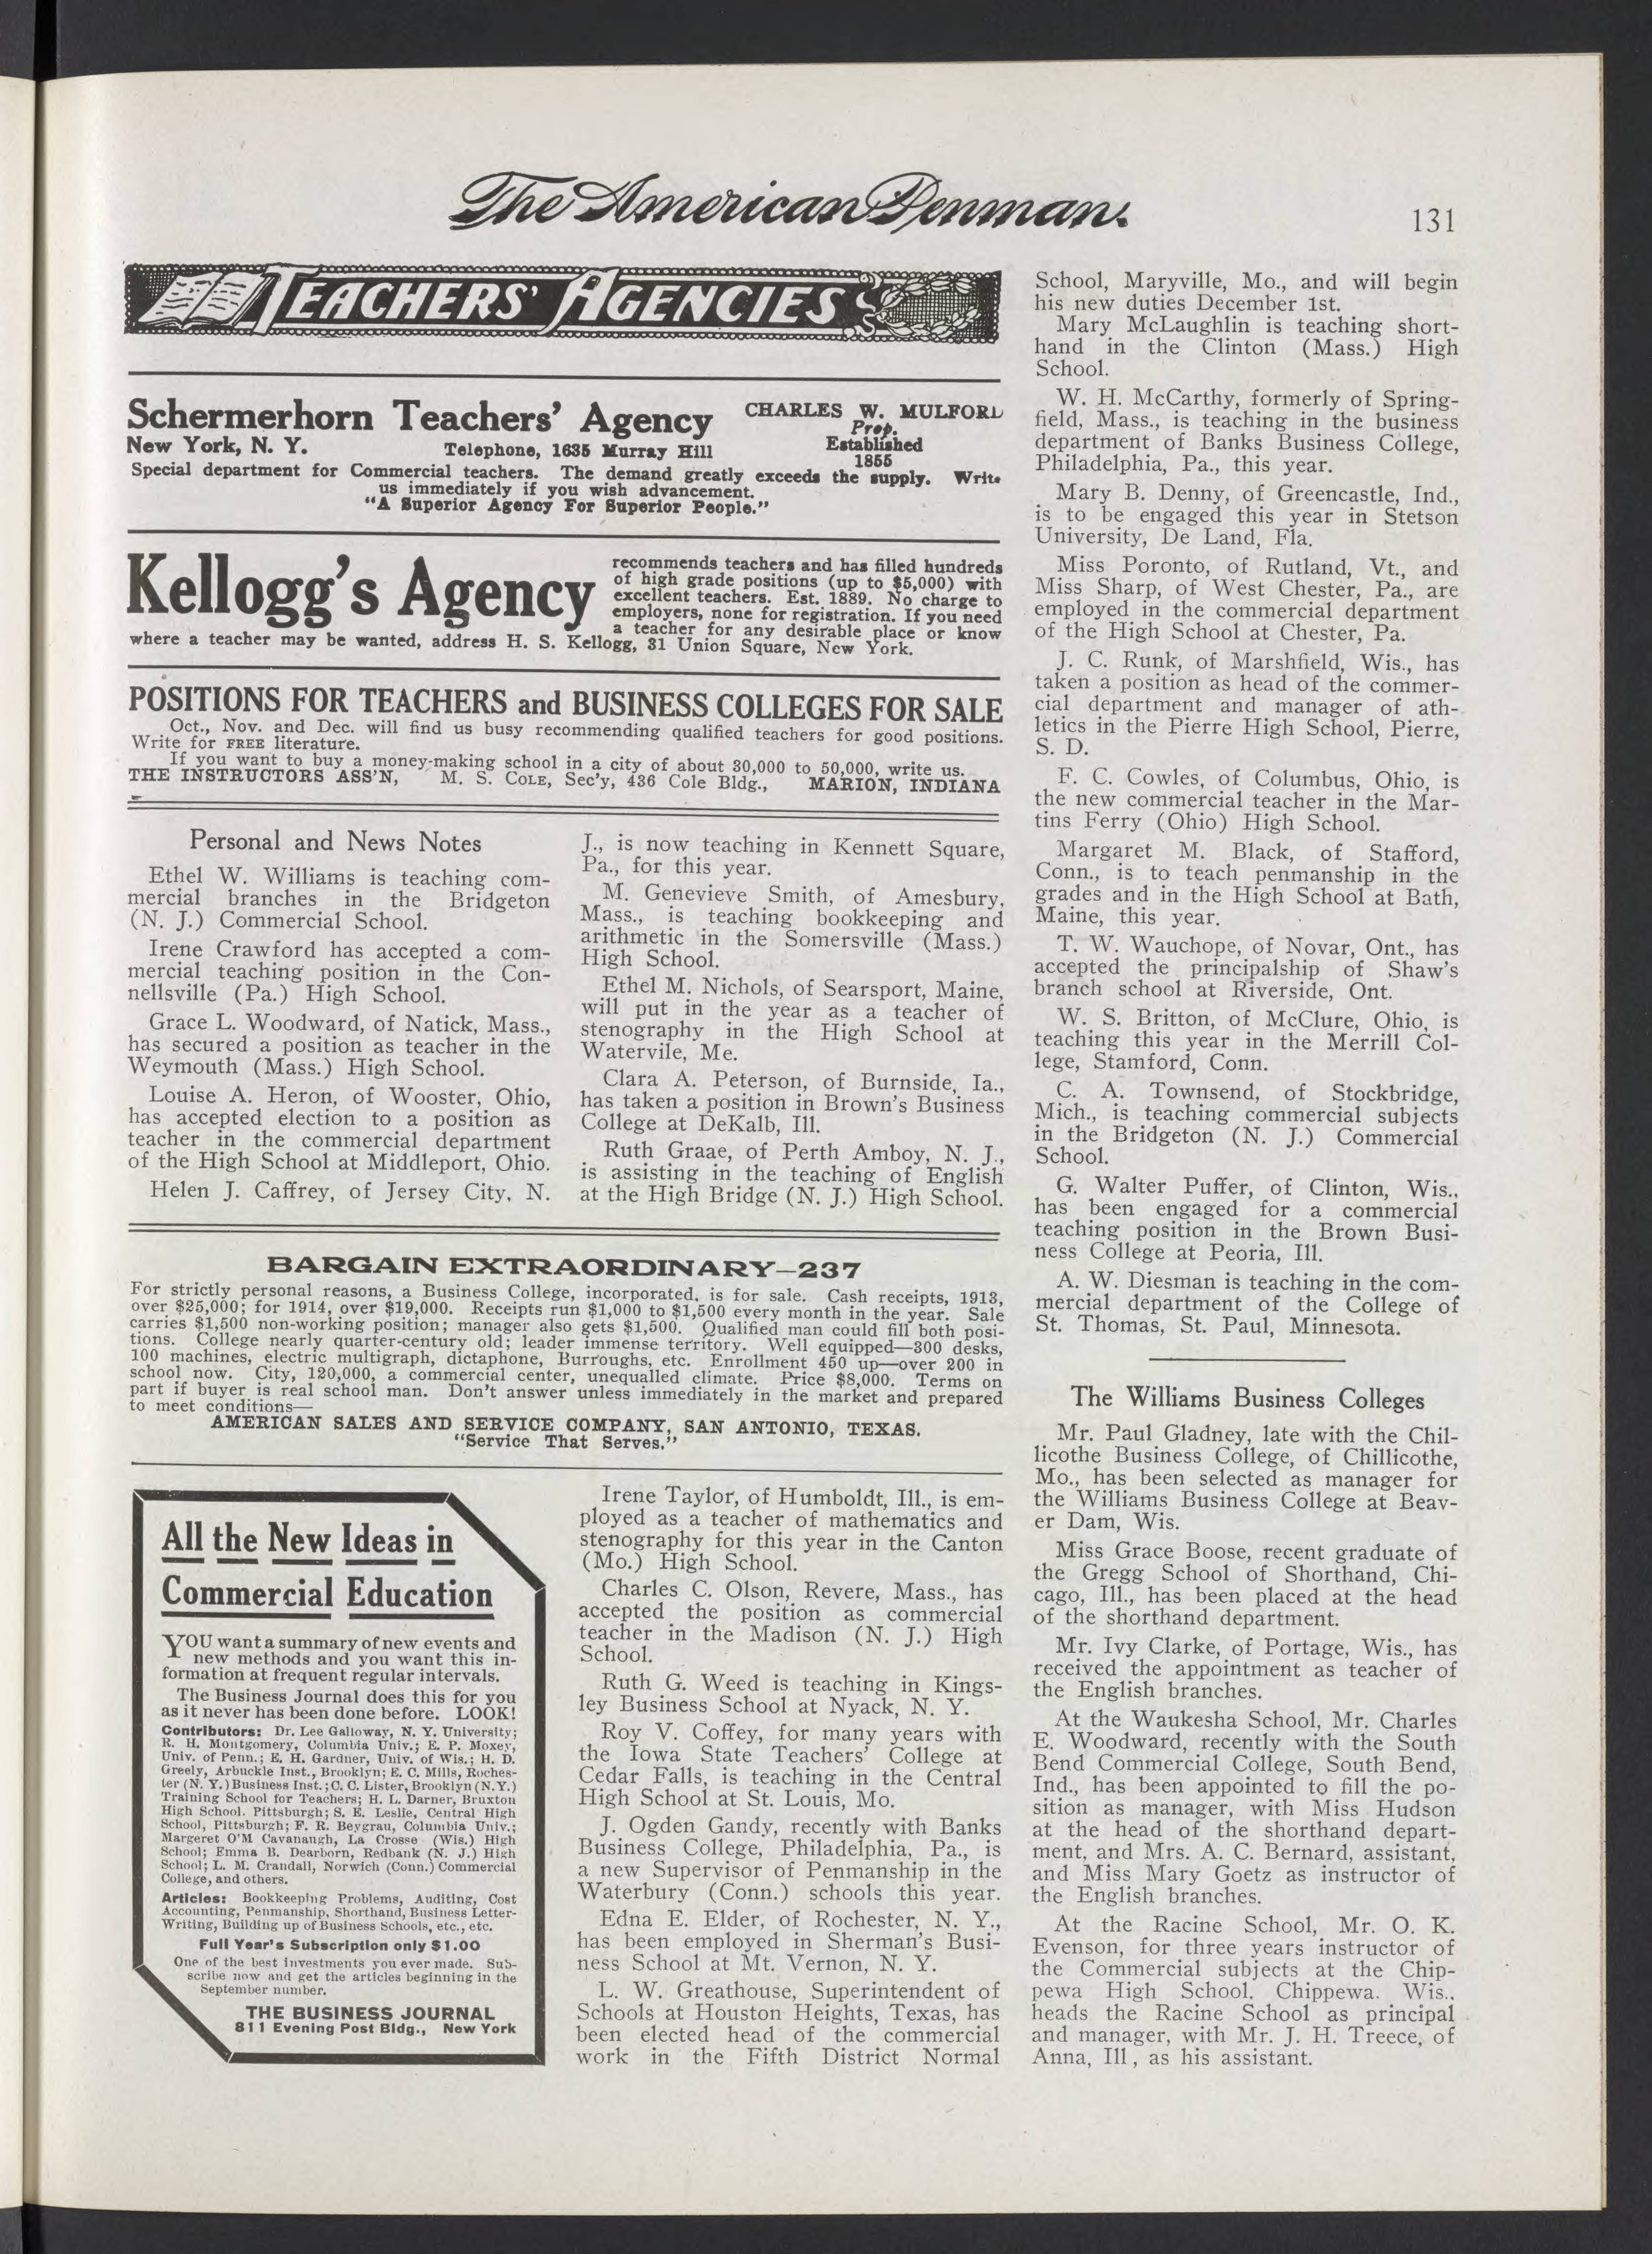 The American Penman.
131
TEACHERS' AGENCIES
Schermerhorn Teachers' Agency
CHARLES W. MULFORD
Prop.
New York, N. Y. Telephone, 1635 Murray Hill
Established
1855
Special department for Commercial teachers. The demand greatly exceeds the supply. Write
us immediately if you wish advancement.
"A Superior Agency For Superior People."
Kellogg's Agency
recommends teachers and has filled hundreds
of high grade positions (up to $5,000) with
excellent teachers. Est. 1889. No charge to
employers, none for registration. If you need
a teacher for any desirable place or know
where a teacher may be wanted, address H. S. Kellogg, 31 Union Square, New York.
POSITIONS FOR TEACHERS and BUSINESS COLLEGES FOR SALE
Oct., Nov. and Dec. will find us busy recommending qualified teachers for good positions.
Write for FREE literature.
If you want to buy a money-making school in a city of about 30,000 to 50,000, write us.
THE INSTRUCTORS ASS'N, M. S. COLE, Sec'y, 436 Cole Bldg., MARION, INDIANA
Personal and News Notes
Ethel W. Williams is teaching com-
mercial branches in the Bridgeton
(N. J.) Commercial School.
Irene Crawford has accepted a com-
mercial teaching position in the Con-
nellsville (Pa.) High School.
Grace L. Woodward, of Natick, Mass.,
has secured a position as teacher in the
Weymouth (Mass.) High School.
Louise A. Heron, of Wooster, Ohio,
has accepted election to a position as
teacher in the commercial department
of the High School at Middleport, Ohio.
Helen J. Caffrey, of Jersey City, N.
J., is now teaching in Kennett Square,
Pa., for this year.
M. Genevieve Smith, of Amesbury,
Mass., is teaching bookkeeping and
arithmetic in the Somersville (Mass.)
High School.
Ethel M. Nichols, of Searsport, Maine,
will put in the year as a teacher of
stenography in the High School at
Watervile, Me.
Clara A. Peterson, of Burnside, Ia.,
has taken a position in Brown's Business
College at DeKalb, Ill.
Ruth Graae, of Perth Amboy, N. J.,
is assisting in the teaching of English
at the High Bridge (N. J.) High School.
BARGAIN EXTRAORDINARY—237
For strictly personal reasons, a Business College, incorporated, is for sale. Cash receipts, 1913,
over $25,000; for 1914, over $19,000. Receipts run $1,000 to $1,500 every month in the year. Sale
carries $1,500 non-working position; manager also gets $1,500. Qualified man could fill both posi-
tions. College nearly quarter-century old; leader immense territory. Well equipped—300 desks,
100 machines, electric multigraph, dictaphone, Burroughs, etc. Enrollment 450 up—over 200 in
school now. City, 120,000, a commercial center, unequalled climate. Price $8,000. Terms on
part if buyer is real school man. Don't answer unless immediately in the market and prepared
to meet conditions—
AMERICAN SALES AND SERVICE COMPANY, SAN ANTONIO, TEXAS.
"Service That Serves."
All the New Ideas in
Commercial Education
YOU want a summary of new events and
new methods and you want this in-
formation at frequent regular intervals.
The Business Journal does this for you
as it never has been done before. LOOK!
Contributors: Dr. Lee Galloway, N. Y. University;
R. H. Montgomery, Columbia Univ.; E. P. Moxey,
Univ. of Penn.; E. H. Gardner, Univ. of Wis.; H. D.
Greely, Arbuckle Inst., Brooklyn; E. C. Mills, Roches-
ter (N. Y.) Business Inst.; C. C. Lister, Brooklyn (N.Y.)
Training School for Teachers; H. L. Darner, Bruxton
High School, Pittsburgh; S. E. Leslie, Central High
School, Pittsburgh; F. R. Beygrau, Columbia Univ.;
Margeret O'M Cavanaugh, La Crosse (Wis.) High
School; Emma B. Dearborn, Redbank (N. J.) High
School; L. M. Crandall, Norwich (Conn.) Commercial
College, and others.
Articles: Bookkeeping Problems, Auditing, Cost
Accounting, Penmanship, Shorthand, Business Letter-
Writing, Building up of Business Schools, etc., etc.
Full Year's Subscription only $1.00
One of the best investments you ever made. Sub-
scribe now and get the articles beginning in the
September number.
THE BUSINESS JOURNAL
811 Evening Post Bldg., New York
Irene Taylor, of Humboldt, Ill., is em-
ployed as a teacher of mathematics and
stenography for this year in the Canton
(Mo.) High School.
Charles C. Olson, Revere, Mass., has
accepted the position as commercial
teacher in the Madison (N. J.) High
School.
Ruth G. Weed is teaching in Kings-
ley Business School at Nyack, N. Y.
Roy V. Coffey, for many years with
the Iowa State Teachers' College at
Cedar Falls, is teaching in the Central
High School at St. Louis, Mo.
J. Ogden Gandy, recently with Banks
Business College, Philadelphia, Pa., is
a new Supervisor of Penmanship in the
Waterbury (Conn.) schools this year.
Edna E. Elder, of Rochester, N. Y.,
has been employed in Sherman's Busi-
ness School at Mt. Vernon, N. Y.
L. W. Greathouse, Superintendent of
Schools at Houston Heights, Texas, has
been elected head of the commercial
work in the Fifth District Normal
School, Maryville, Mo., and will begin
his new duties December 1st.
Mary McLaughlin is teaching short-
hand in the Clinton (Mass.) High
School.
W. H. McCarthy, formerly of Spring-
field, Mass., is teaching in the business
department of Banks Business College,
Philadelphia, Pa., this year.
Mary B. Denny, of Greencastle, Ind.,
is to be engaged this year in Stetson
University, De Land, Fla.
Miss Poronto, of Rutland, Vt., and
Miss Sharp, of West Chester, Pa., are
employed in the commercial department
of the High School at Chester, Pa.
J. C. Runk, of Marshfield, Wis., has
taken a position as head of the commer-
cial department and manager of ath-
letics in the Pierre High School, Pierre,
S. D.
F. C. Cowles, of Columbus, Ohio, is
the new commercial teacher in the Mar-
tins Ferry (Ohio) High School.
Margaret M. Black, of Stafford,
Conn., is to teach penmanship in the
grades and in the High School at Bath,
Maine, this year.
T. W. Wauchope, of Novar, Ont., has
accepted the principalship of Shaw's
branch school at Riverside, Ont.
W. S. Britton, of McClure, Ohio, is
teaching this year in the Merrill Col-
lege, Stamford, Conn.
C. A. Townsend, of Stockbridge,
Mich., is teaching commercial subjects
in the Bridgeton (N. J.) Commercial
School.
G. Walter Puffer, of Clinton, Wis.,
has been engaged for a commercial
teaching position in the Brown Busi-
ness College at Peoria, Ill.
A. W. Diesman is teaching in the com-
mercial department of the College of
St. Thomas, St. Paul, Minnesota.
The Williams Business Colleges
Mr. Paul Gladney, late with the Chil-
licothe Business College, of Chillicothe,
Mo., has been selected as manager for
the Williams Business College at Beav-
er Dam, Wis.
Miss Grace Boose, recent graduate of
the Gregg School of Shorthand, Chi-
cago, Ill., has been placed at the head
of the shorthand department.
Mr. Ivy Clarke, of Portage, Wis., has
received the appointment as teacher of
the English branches.
At the Waukesha School, Mr. Charles
E. Woodward, recently with the South
Bend Commercial College, South Bend,
Ind., has been appointed to fill the po-
sition as manager, with Miss Hudson
at the head of the shorthand depart-
ment, and Mrs. A. C. Bernard, assistant,
and Miss Mary Goetz as instructor of
the English branches.
At the Racine School, Mr. O. K.
Evenson, for three years instructor of
the Commercial subjects at the Chip-
pewa High School, Chippewa, Wis.,
heads the Racine School as principal
and manager, with Mr. J. H. Treece, of
Anna, Ill, as his assistant.